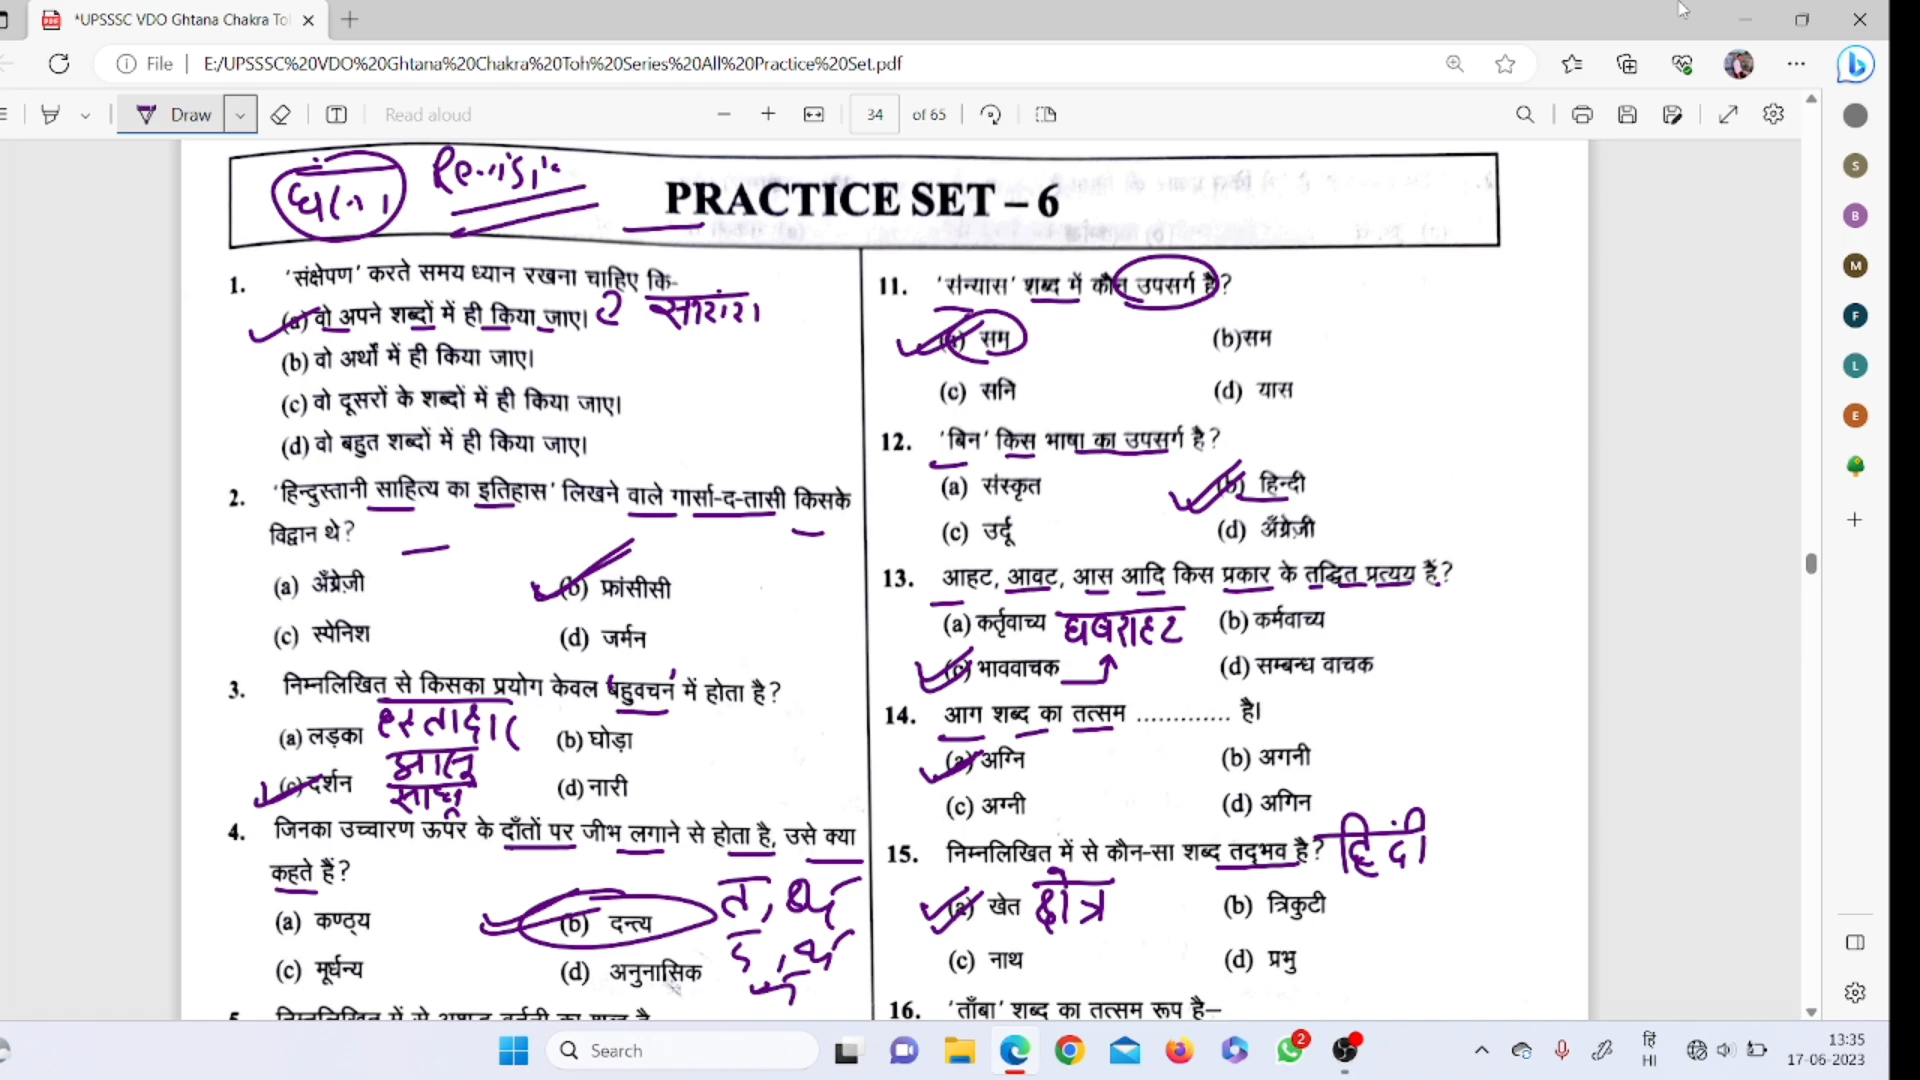 *UPSSSC VDO Ghtana Chakra To
File E:/UPSSSC%20VDO%20Ghtana%20Chakra%20Toh%20Series%20All%20Practice%20Set.pdf
Draw Read aloud 34 of 65
PRACTICE SET – 6
1. 'संक्षेपण' करते समय ध्यान रखना चाहिए कि-
(a) वो अपने शब्दों में ही किया जाए। सारांश
(b) वो अर्थों में ही किया जाए।
(c) वो दूसरों के शब्दों में ही किया जाए।
(d) वो बहुत शब्दों में ही किया जाए।
2. 'हिन्दुस्तानी साहित्य का इतिहास' लिखने वाले गार्सा-द-तासी किसके
विद्वान थे?
(a) अँग्रेज़ी (b) फ्रांसीसी
(c) स्पेनिश (d) जर्मन
3. निम्नलिखित से किसका प्रयोग केवल बहुवचन में होता है?
(a) लड़का (b) घोड़ा
(c) दर्शन (d) नारी
4. जिनका उच्चारण ऊपर के दाँतों पर जीभ लगाने से होता है, उसे क्या
कहते हैं?
(a) कण्ठ्य (b) दन्त्य
(c) मूर्धन्य (d) अनुनासिक
11. 'संन्यास' शब्द में कौन उपसर्ग है?
(a) सम् (b)सम
(c) सनि (d) यास
12. 'बिन' किस भाषा का उपसर्ग है?
(a) संस्कृत (b) हिन्दी
(c) उर्दू (d) अँग्रेज़ी
13. आहट, आवट, आस आदि किस प्रकार के तद्धित प्रत्यय हैं?
(a) कर्तृवाच्य घबराहट (b) कर्मवाच्य
(c) भाववाचक (d) सम्बन्ध वाचक
14. आग शब्द का तत्सम ............. है।
(a) अग्नि (b) अगनी
(c) अग्नी (d) अगिन
15. निम्नलिखित में से कौन-सा शब्द तद्भव है? हिंदी
(a) खेत क्षेत्र (b) त्रिकुटी
(c) नाथ (d) प्रभु
16. 'ताँबा' शब्द का तत्सम रूप है–
S
B
M
F
L
E
Search
2
हि
HI
13:35
17-06-2023